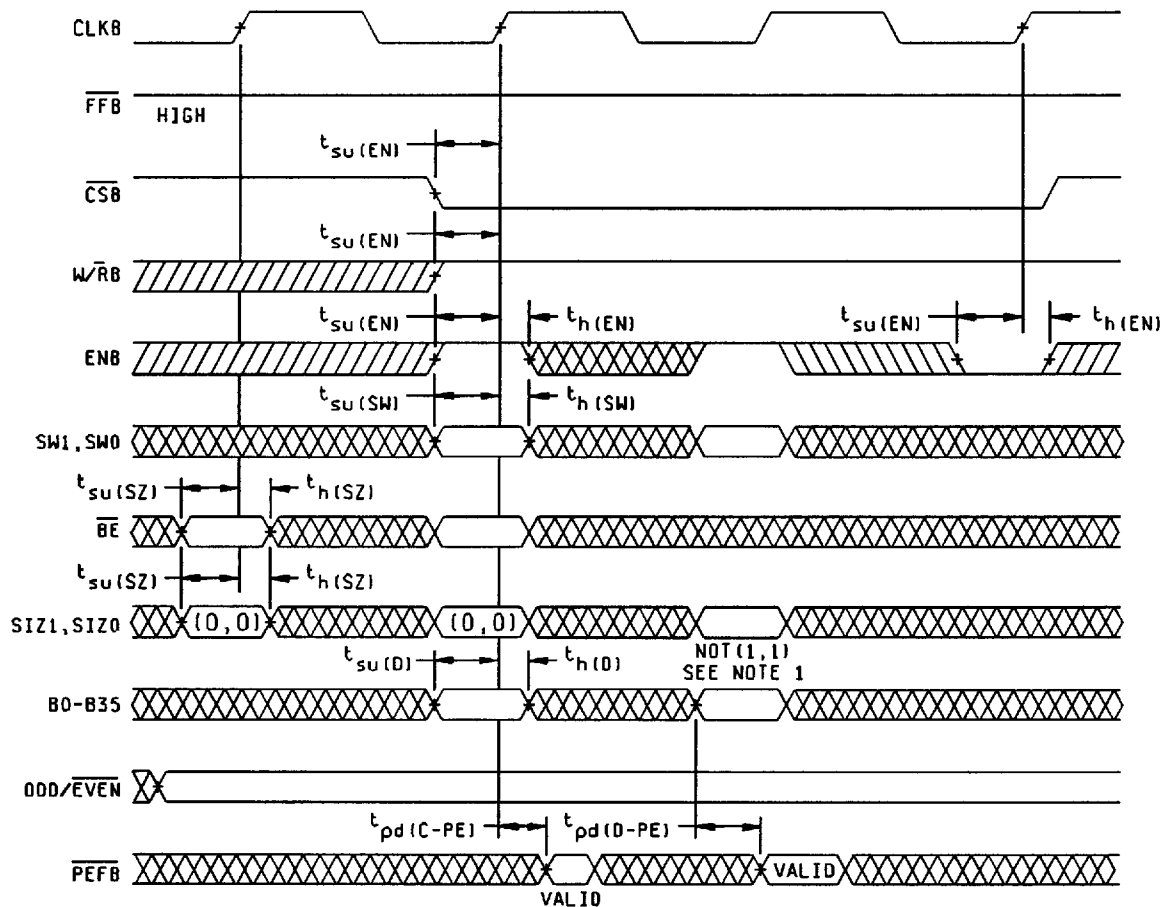 CLKB
FFB
HIGH
t su(EN)
CSB
t su(EN)
W/RB
t su(EN) t h(EN) t su(EN) t h(EN)
ENB
t su(SW) t h(SW)
SW1,SW0
t su(SZ) t h(SZ)
BE
t su(SZ) t h(SZ)
SIZ1,SIZ0 (0,0) (0,0)
t su(D) t h(D) NOT(1,1)
SEE NOTE 1
B0-B35
ODD/EVEN
t pd(C-PE) t pd(D-PE)
PEFB VALID
VALID